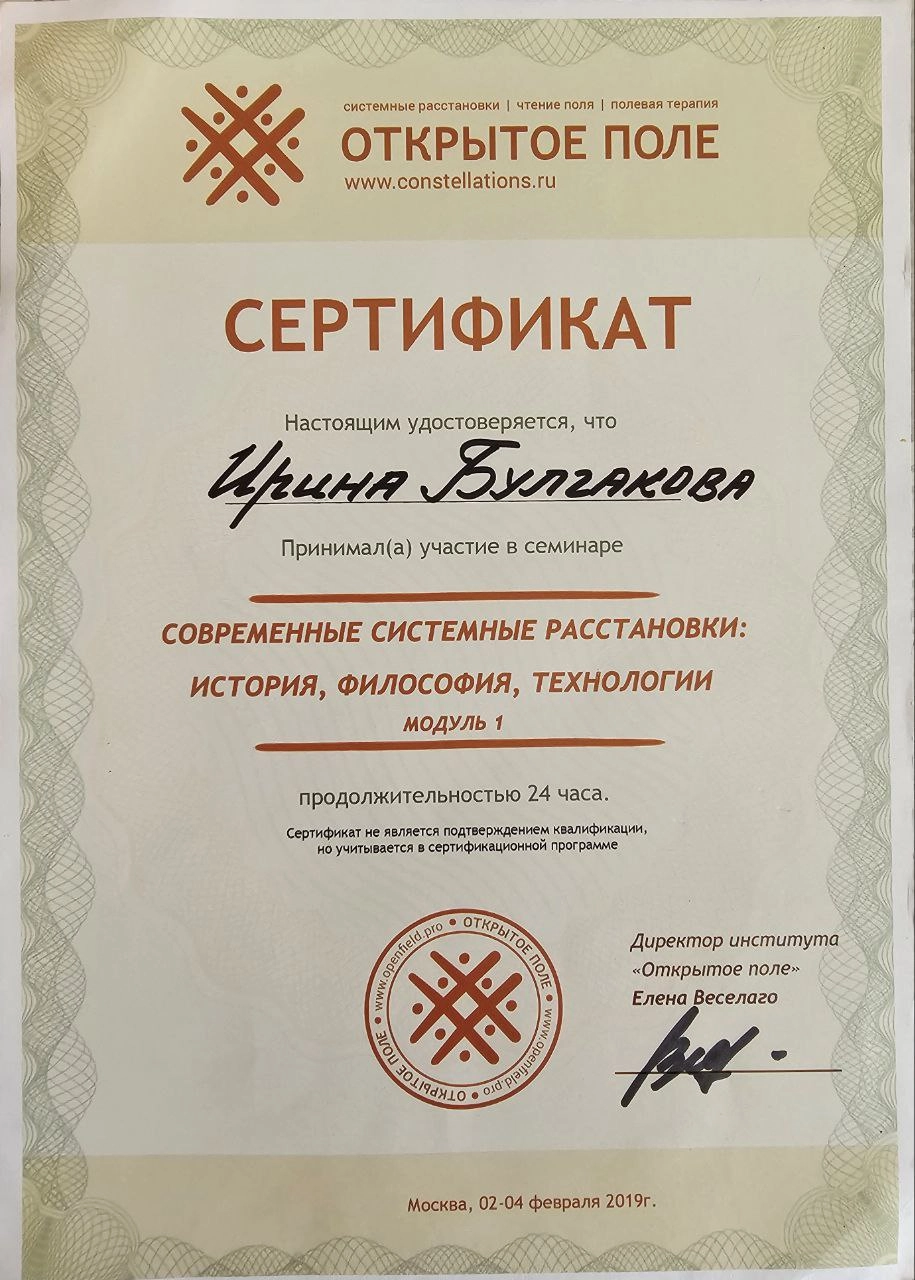 системные расстановки | чтение поля | полевая терапия
ОТКРЫТОЕ ПОЛЕ
www.constellations.ru
СЕРТИФИКАТ
Настоящим удостоверяется, что
Ирина Булгакова
Принимал(а) участие в семинаре
СОВРЕМЕННЫЕ СИСТЕМНЫЕ РАССТАНОВКИ:
ИСТОРИЯ, ФИЛОСОФИЯ, ТЕХНОЛОГИИ
МОДУЛЬ 1
продолжительностью 24 часа.
Сертификат не является подтверждением квалификации,
но учитывается в сертификационной программе
www.openfield.pro • ОТКРЫТОЕ ПОЛЕ • www.openfield.pro • ОТКРЫТОЕ ПОЛЕ •
Директор института
«Открытое поле»
Елена Веселаго
Москва, 02-04 февраля 2019г.